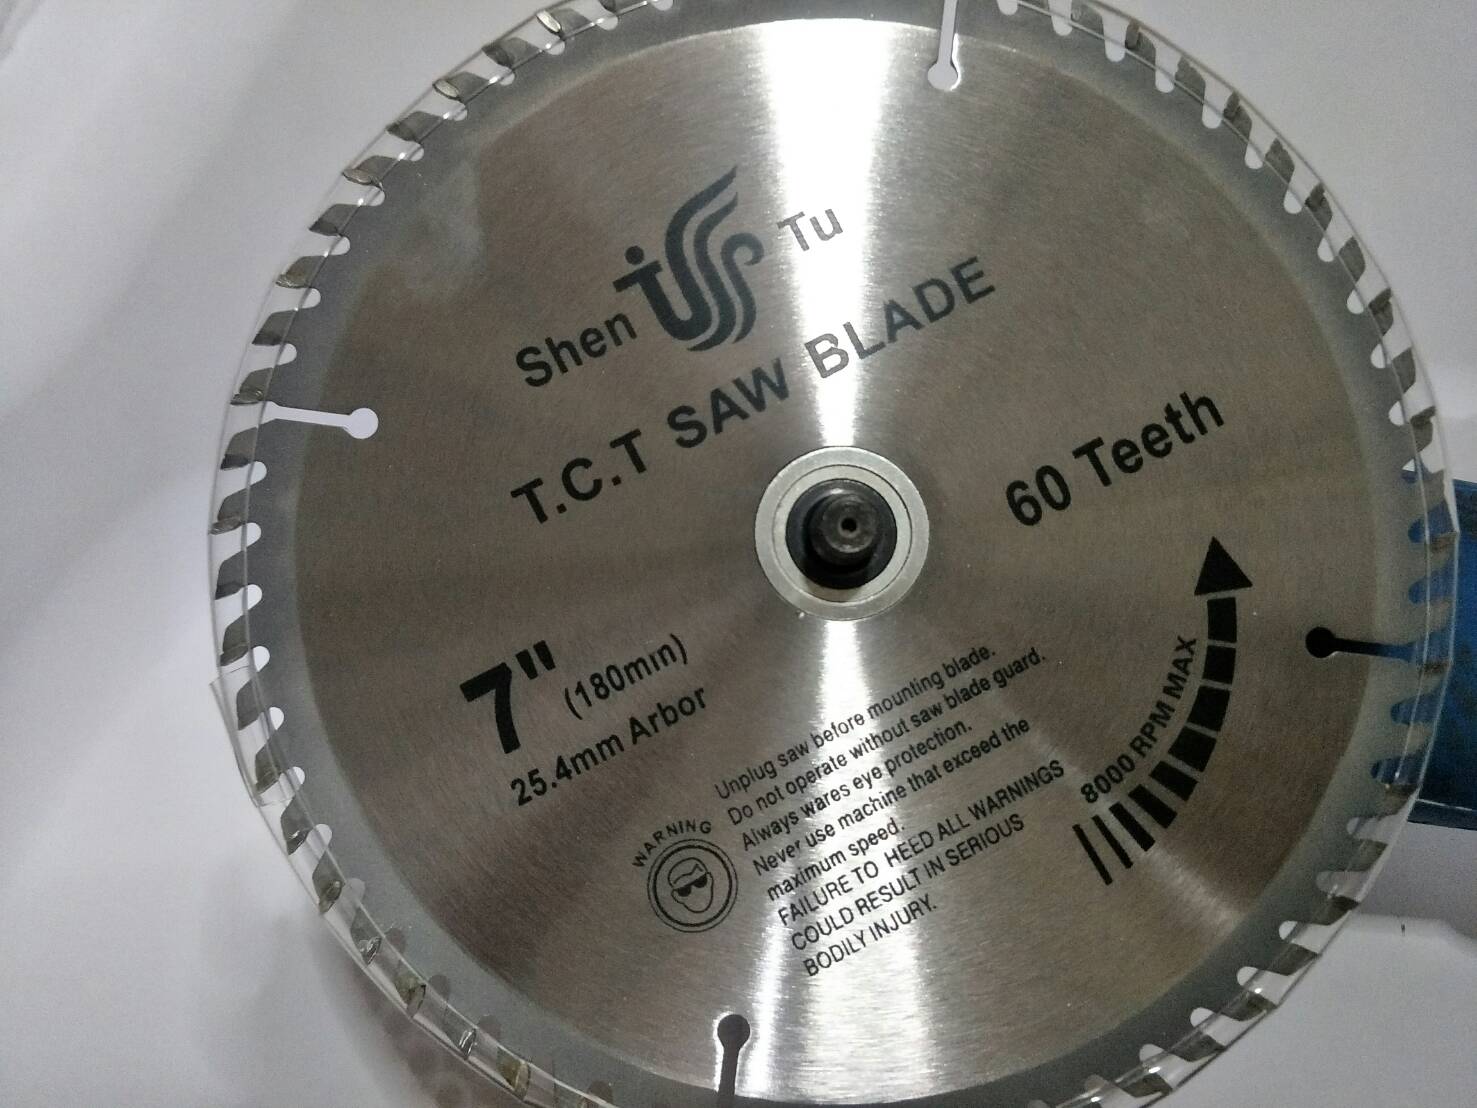 Shen Tu
T.C.T SAW BLADE
60 Teeth
7" (180min)
25.4mm Arbor
8000 RPM MAX
WARNING
Unplug saw before mounting blade.
Do not operate without saw blade guard.
Always wares eye protection.
Never use machine that exceed the
maximum speed.
FAILURE TO HEED ALL WARNINGS
COULD RESULT IN SERIOUS
BODILY INJURY.